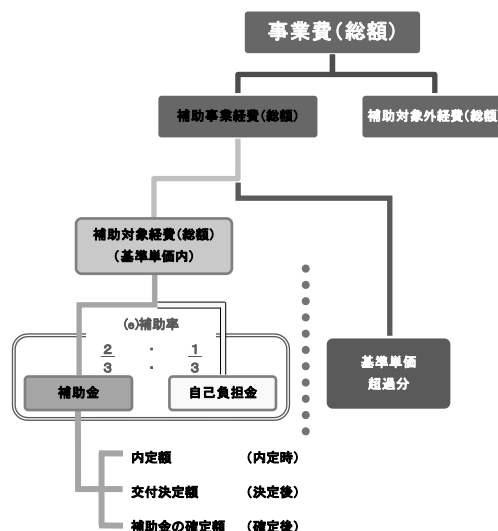 事業費(総額)
補助事業経費(総額)
補助対象外経費(総額
補助対象経費(総額)
(基準単価内)
(e)補助率
2/3 ・ 1/3
・
補助金
自己負担金
基準単価
超過分
内定額 (内定時)
交付決定額 (決定後)
補助金の確定額 (確定後)